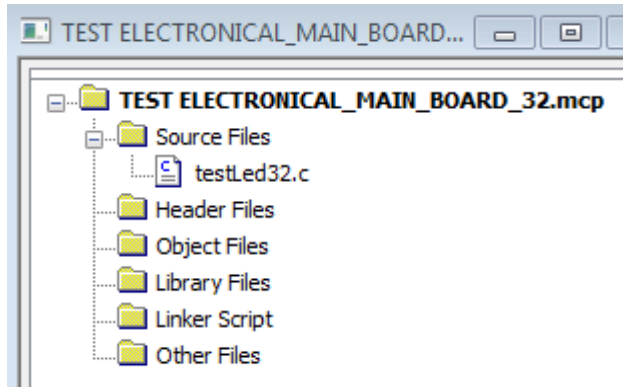 TEST ELECTRONICAL_MAIN_BOARD...
TEST ELECTRONICAL_MAIN_BOARD_32.mcp
Source Files
testLed32.c
Header Files
Object Files
Library Files
Linker Script
Other Files